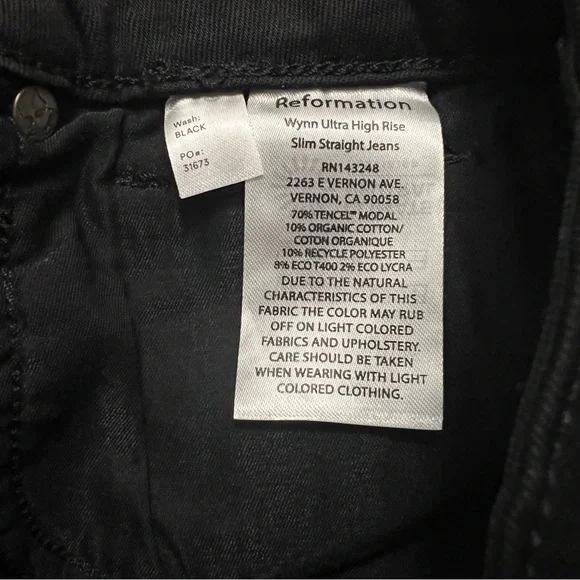 Wash:
BLACK
PO#:
31673
Reformation
Wynn Ultra High Rise
Slim Straight Jeans
RN143248
2263 E VERNON AVE.
VERNON, CA 90058
70% TENCEL™ MODAL
10% ORGANIC COTTON/
COTON ORGANIQUE
10% RECYCLE POLYESTER
8% ECO T400 2% ECO LYCRA
DUE TO THE NATURAL
CHARACTERISTICS OF THIS
FABRIC THE COLOR MAY RUB
OFF ON LIGHT COLORED
FABRICS AND UPHOLSTERY.
CARE SHOULD BE TAKEN
WHEN WEARING WITH LIGHT
COLORED CLOTHING.